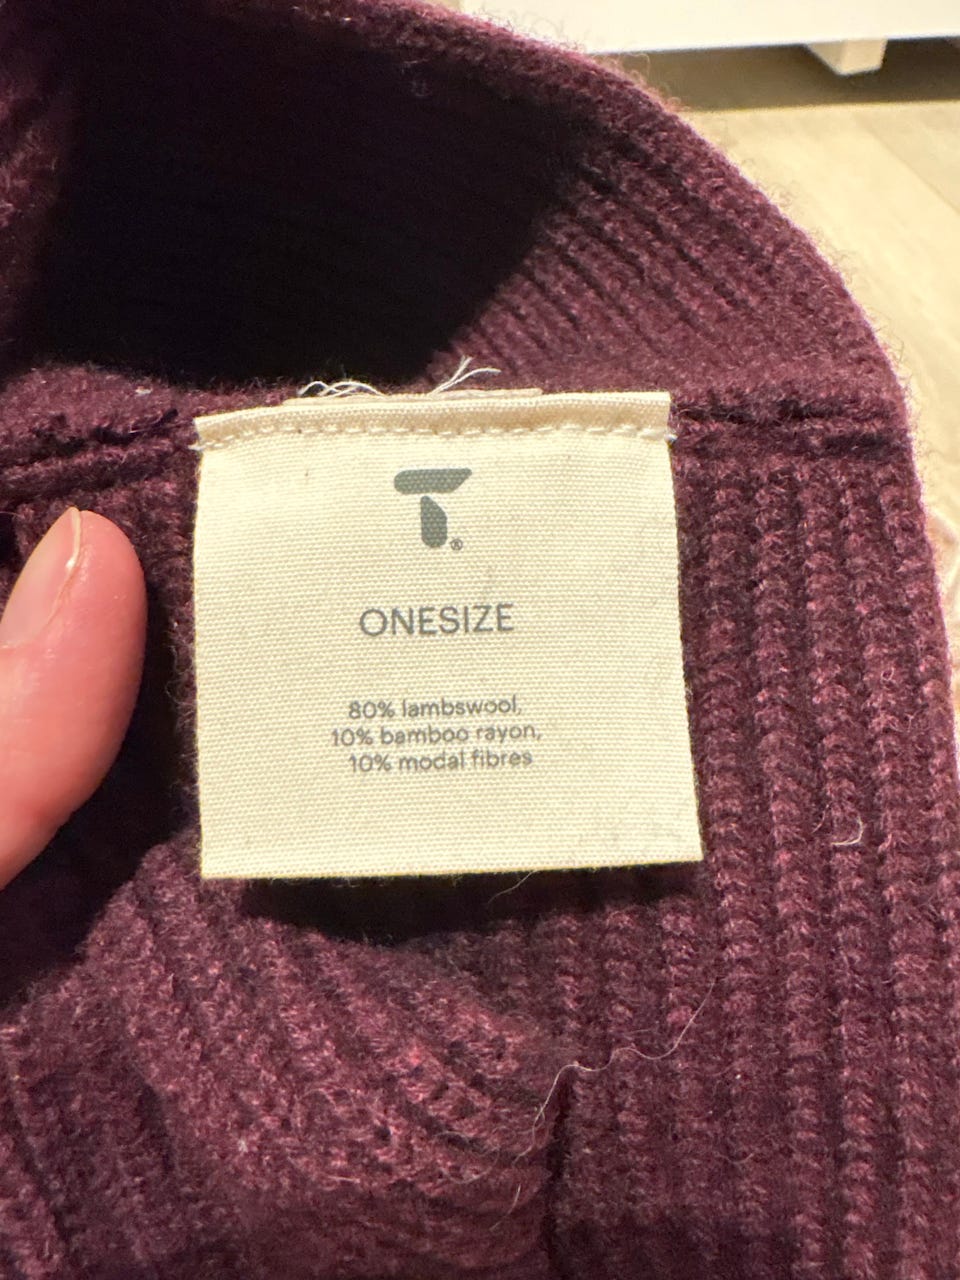 T.®
ONESIZE
80% lambswool,
10% bamboo rayon,
10% modal fibres